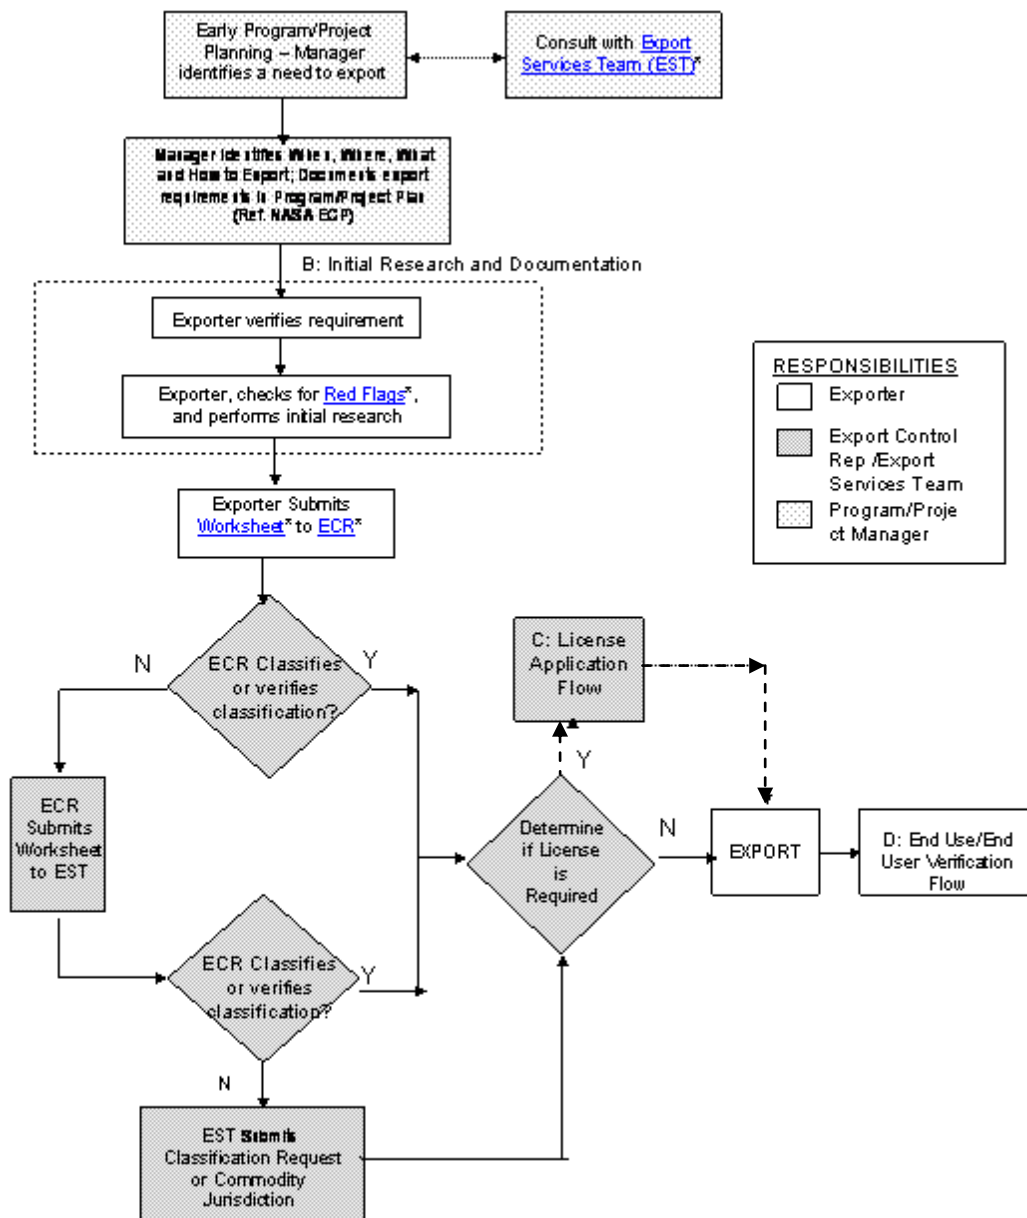 Early Program/Project
Planning – Manager
identifies a need to export
Consult with Export
Services Team (EST)*
Manager Identifies When, Where, What
and How to Export; Documents export
requirements in Program/Project Plan
(Ref. NASA ECP)
B: Initial Research and Documentation
Exporter verifies requirement
Exporter, checks for Red Flags*,
and performs initial research
RESPONSIBILITIES
Exporter
Export Control
Rep /Export
Services Team
Program/Proje
ct Manager
Exporter Submits
Worksheet* to ECR*
N
ECR Classifies
or verifies
classification?
Y
C: License
Application
Flow
Y
ECR
Submits
Worksheet
to EST
Determine
if License
is
Required
N
EXPORT
D: End Use/End
User Verification
Flow
ECR Classifies
or verifies
classification?
Y
N
EST Submits
Classification Request
or Commodity
Jurisdiction